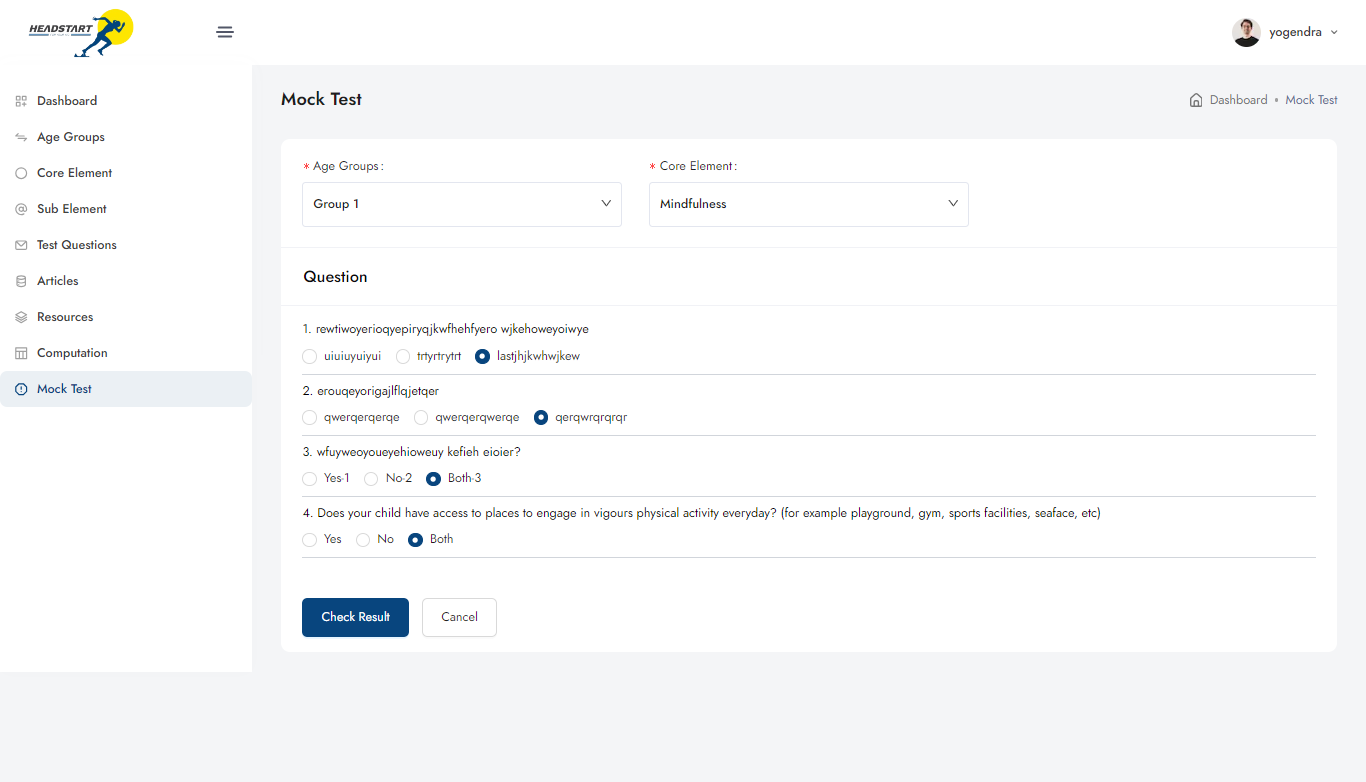 HEADSTART
yogendra
Dashboard
Age Groups
Core Element
Sub Element
Test Questions
Articles
Resources
Computation
Mock Test
Mock Test
Dashboard • Mock Test
* Age Groups :
* Core Element :
Group 1
Mindfulness
Question
1. rewtiwoyerioqyepiryqjkwfhehfyero wjkehoweyoiwye
uiuiuyuiyui trtyrtrytrt lastjhjkwhwjkew
2. erouqeyorigajlflqjetqer
qwerqerqerqe qwerqerqwerqe qerqwrqrqrqr
3. wfuyweoyoueyehioweuy kefieh eioier?
Yes-1 No-2 Both-3
4. Does your child have access to places to engage in vigours physical activity everyday? (for example playground, gym, sports facilities, seaface, etc)
Yes No Both
Check Result Cancel